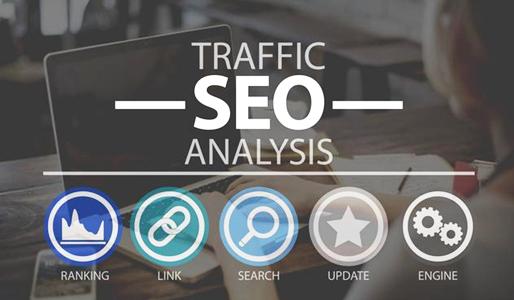 TRAFFIC
SEO
ANALYSIS
RANKING
LINK
SEARCH
UPDATE
ENGINE